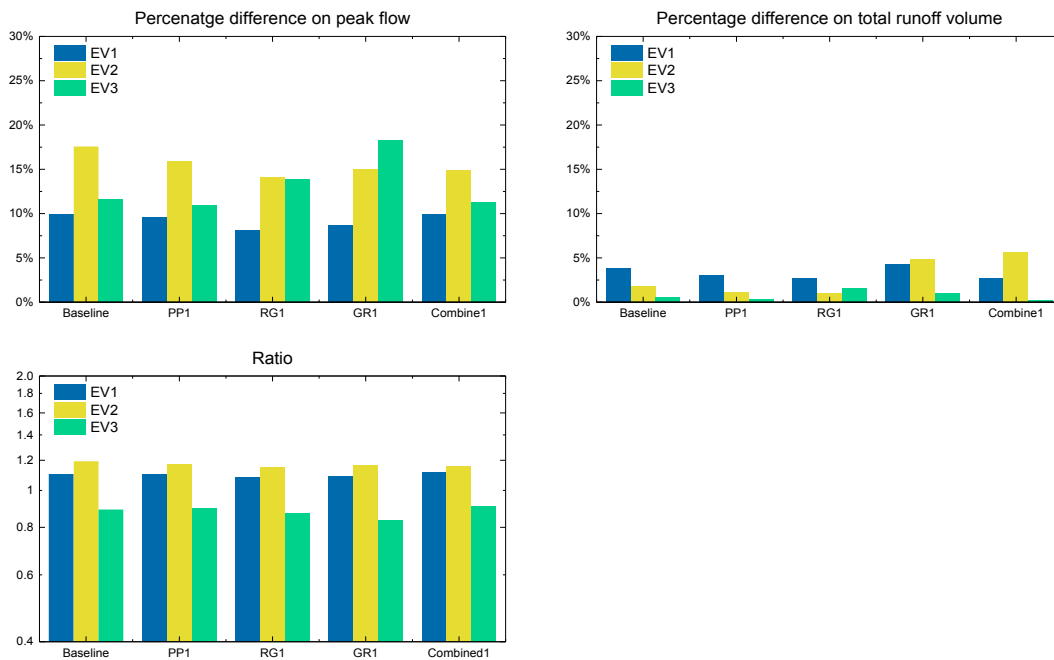 Percenatge difference on peak flow
30%
25%
20%
15%
10%
5%
0%
EV1
EV2
EV3
Baseline PP1 RG1 GR1 Combine1
Percentage difference on total runoff volume
30%
25%
20%
15%
10%
5%
0%
EV1
EV2
EV3
Baseline PP1 RG1 GR1 Combine1
Ratio
2.0
1.8
1.6
1.4
1.2
1
0.8
0.6
0.4
EV1
EV2
EV3
Baseline PP1 RG1 GR1 Combined1